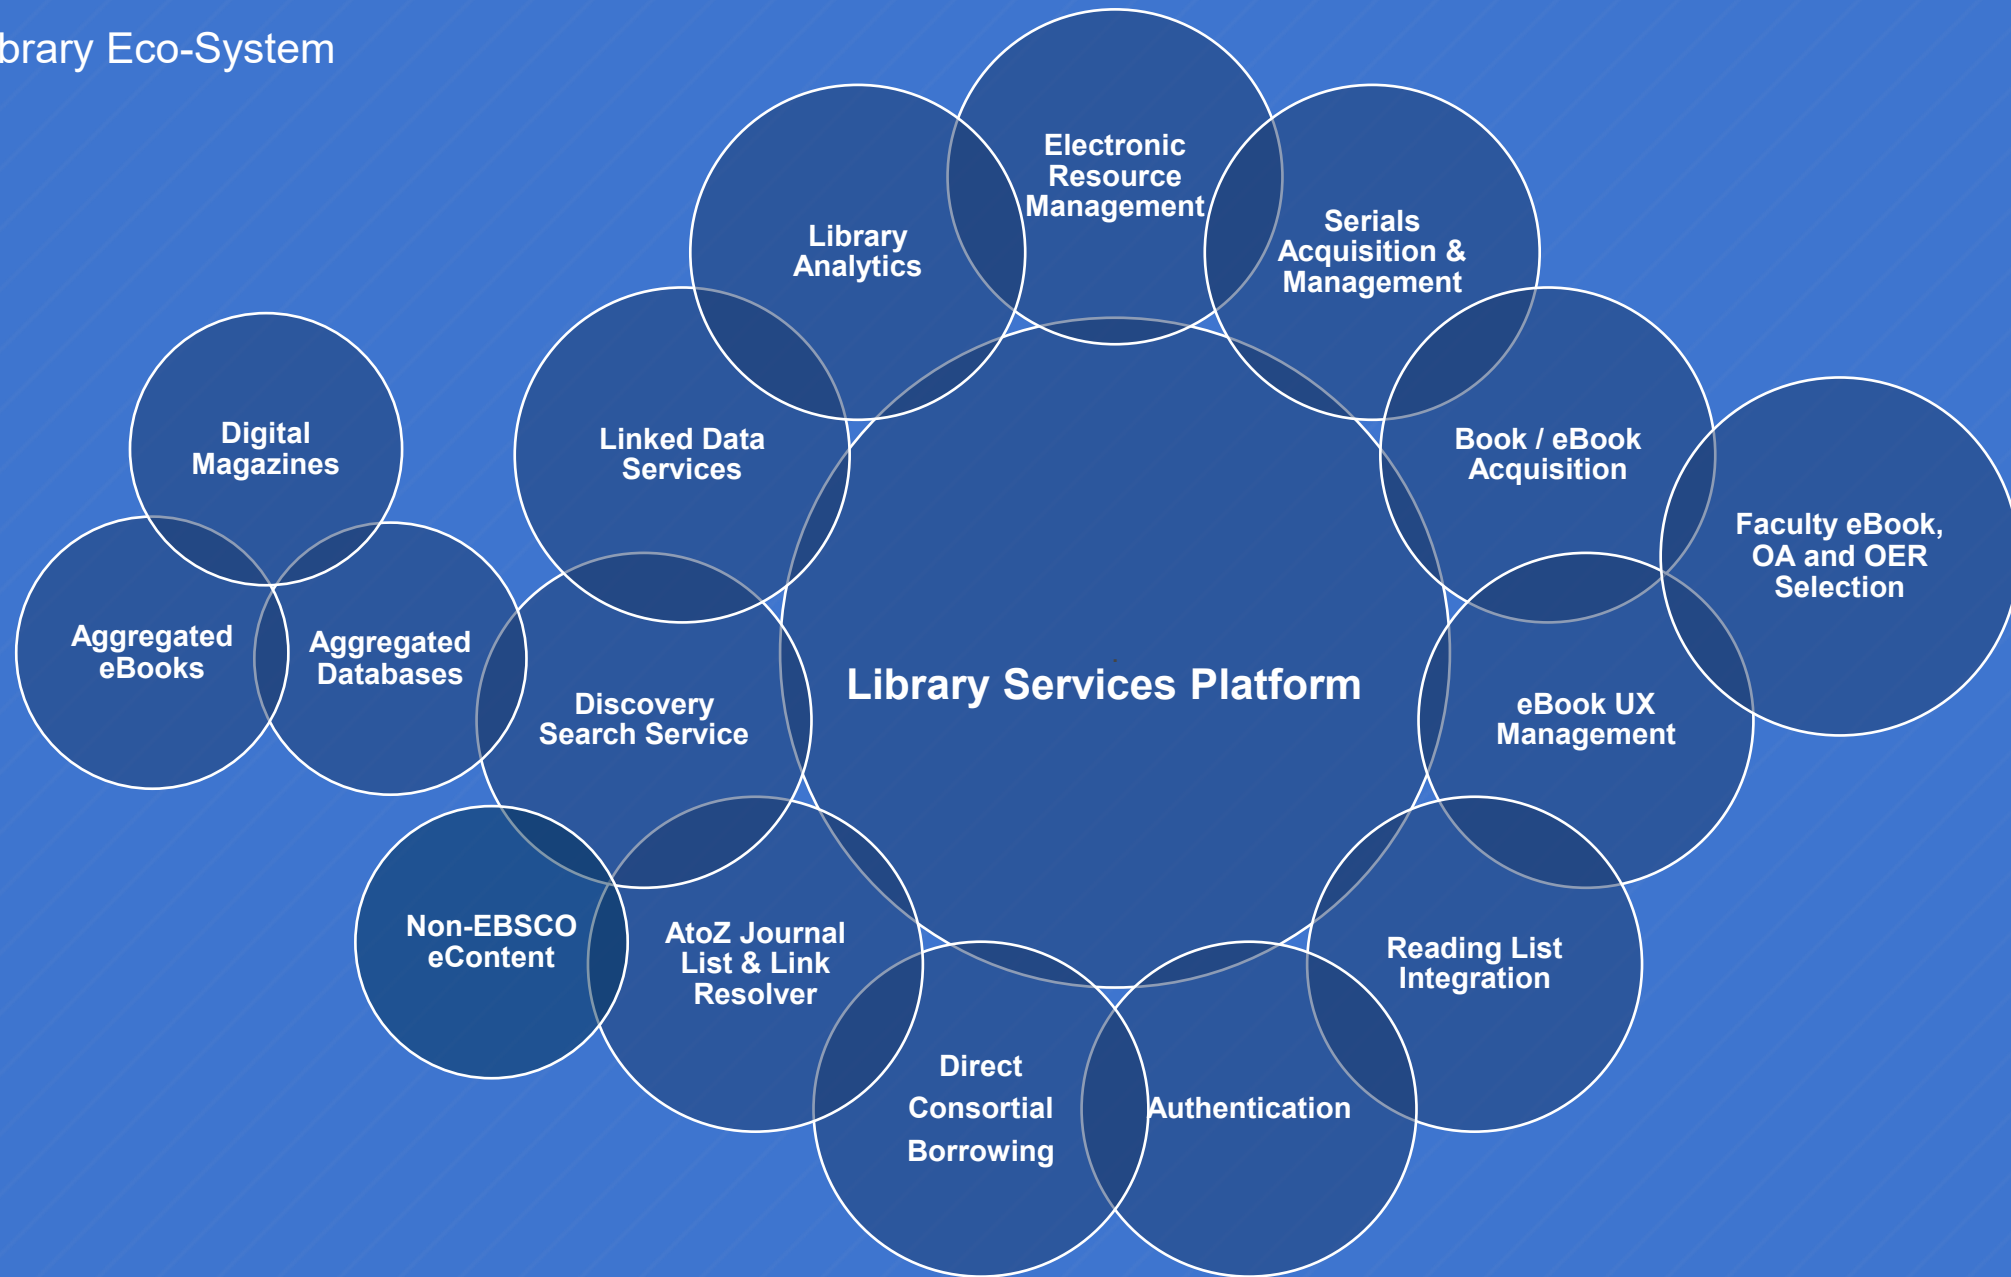 brary Eco-System
Electronic
Resource
Management
Serials
Acquisition &
Management
Library
Analytics
Digital
Magazines
Linked Data
Services
Book / eBook
Acquisition
Faculty eBook,
OA and OER
Selection
Aggregated
eBooks
Aggregated
Databases
Discovery
Search Service
Library Services Platform
eBook UX
Management
Non-EBSCO
eContent
AtoZ Journal
List & Link
Resolver
Reading List
Integration
Direct
Consortial
Borrowing
Authentication